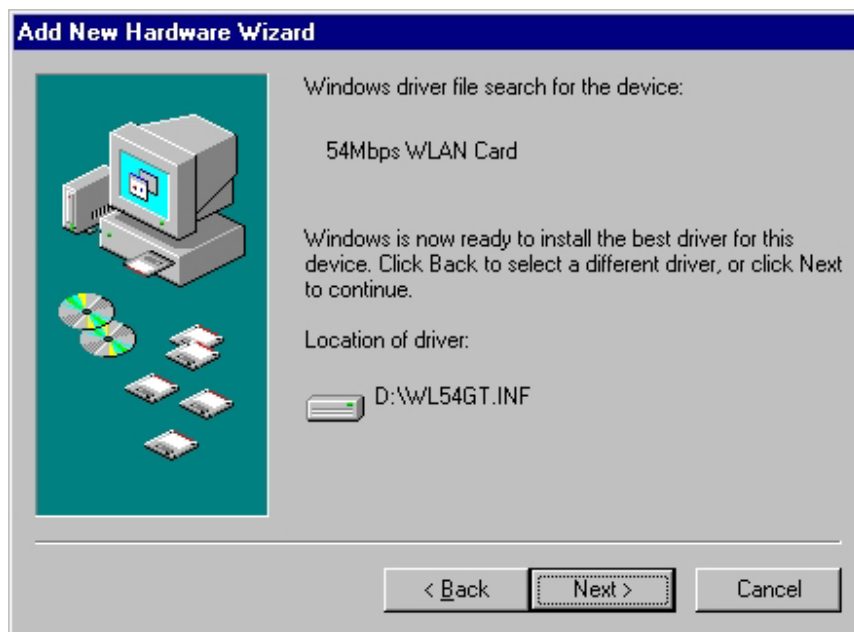 Add New Hardware Wizard
Windows driver file search for the device:
54Mbps WLAN Card
Windows is now ready to install the best driver for this
device. Click Back to select a different driver, or click Next
to continue.
Location of driver:
D:\WL54GT.INF
< Back
Next >
Cancel